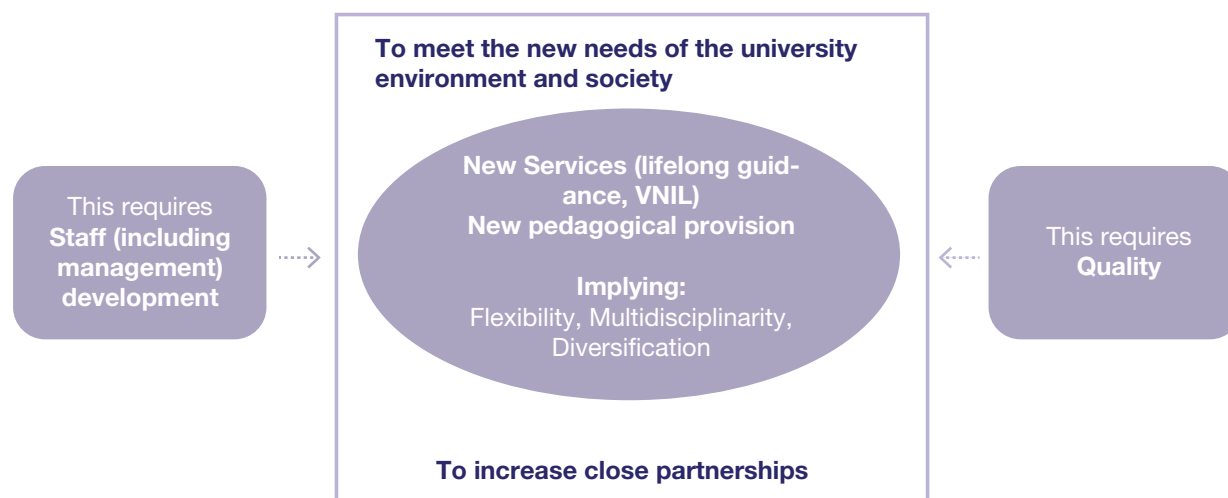 To meet the new needs of the university
environment and society
New Services (lifelong guid-
ance, VNIL)
New pedagogical provision
Implying:
Flexibility, Multidisciplinarity,
Diversification
This requires
Staff (including
management)
development
This requires
Quality
To increase close partnerships